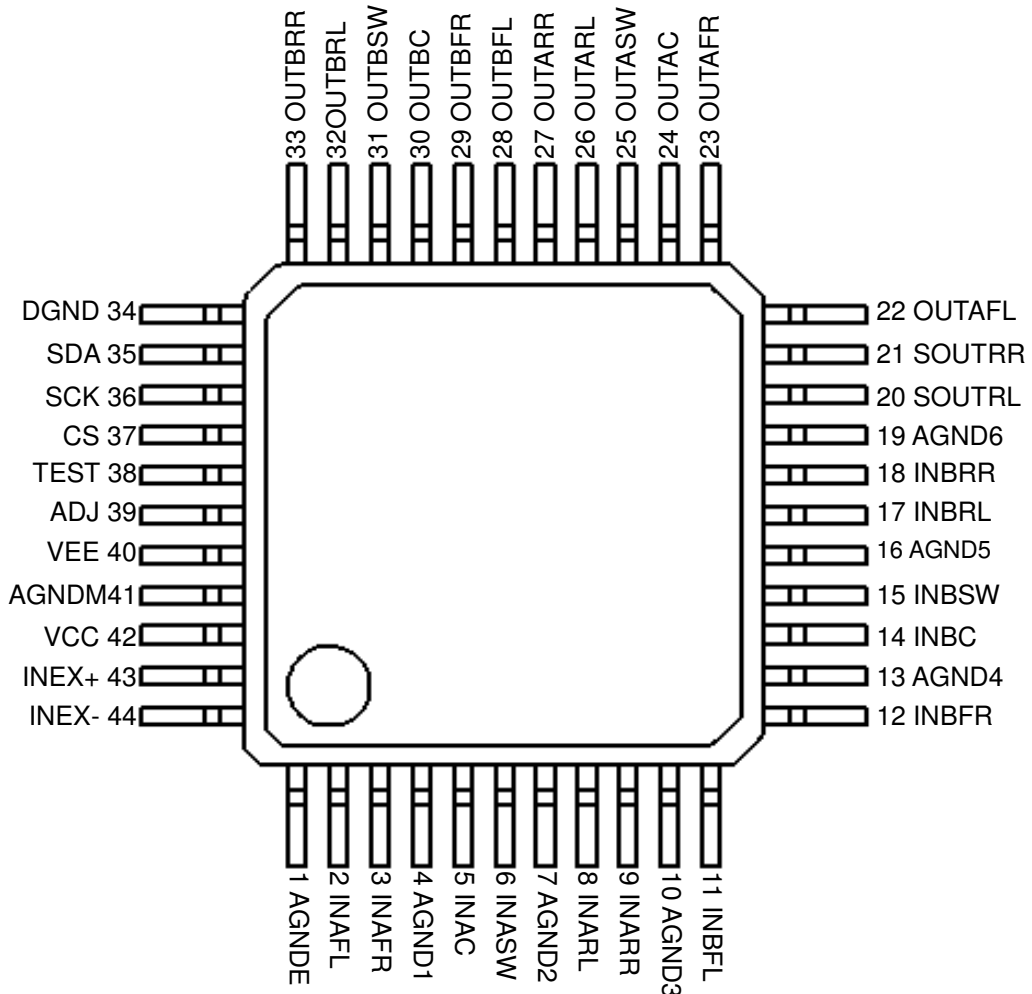 33 OUTBRR
32OUTBRL
31 OUTBSW
30 OUTBC
29 OUTBFR
28 OUTBFL
27 OUTARR
26 OUTARL
25 OUTASW
24 OUTAC
23 OUTAFR
DGND 34
SDA 35
SCK 36
CS 37
TEST 38
ADJ 39
VEE 40
AGNDM41
VCC 42
INEX+ 43
INEX- 44
22 OUTAFL
21 SOUTRR
20 SOUTRL
19 AGND6
18 INBRR
17 INBRL
16 AGND5
15 INBSW
14 INBC
13 AGND4
12 INBFR
1 AGNDE
2 INAFL
3 INAFR
4 AGND1
5 INAC
6 INASW
7 AGND2
8 INARL
9 INARR
10 AGND3
11 INBFL